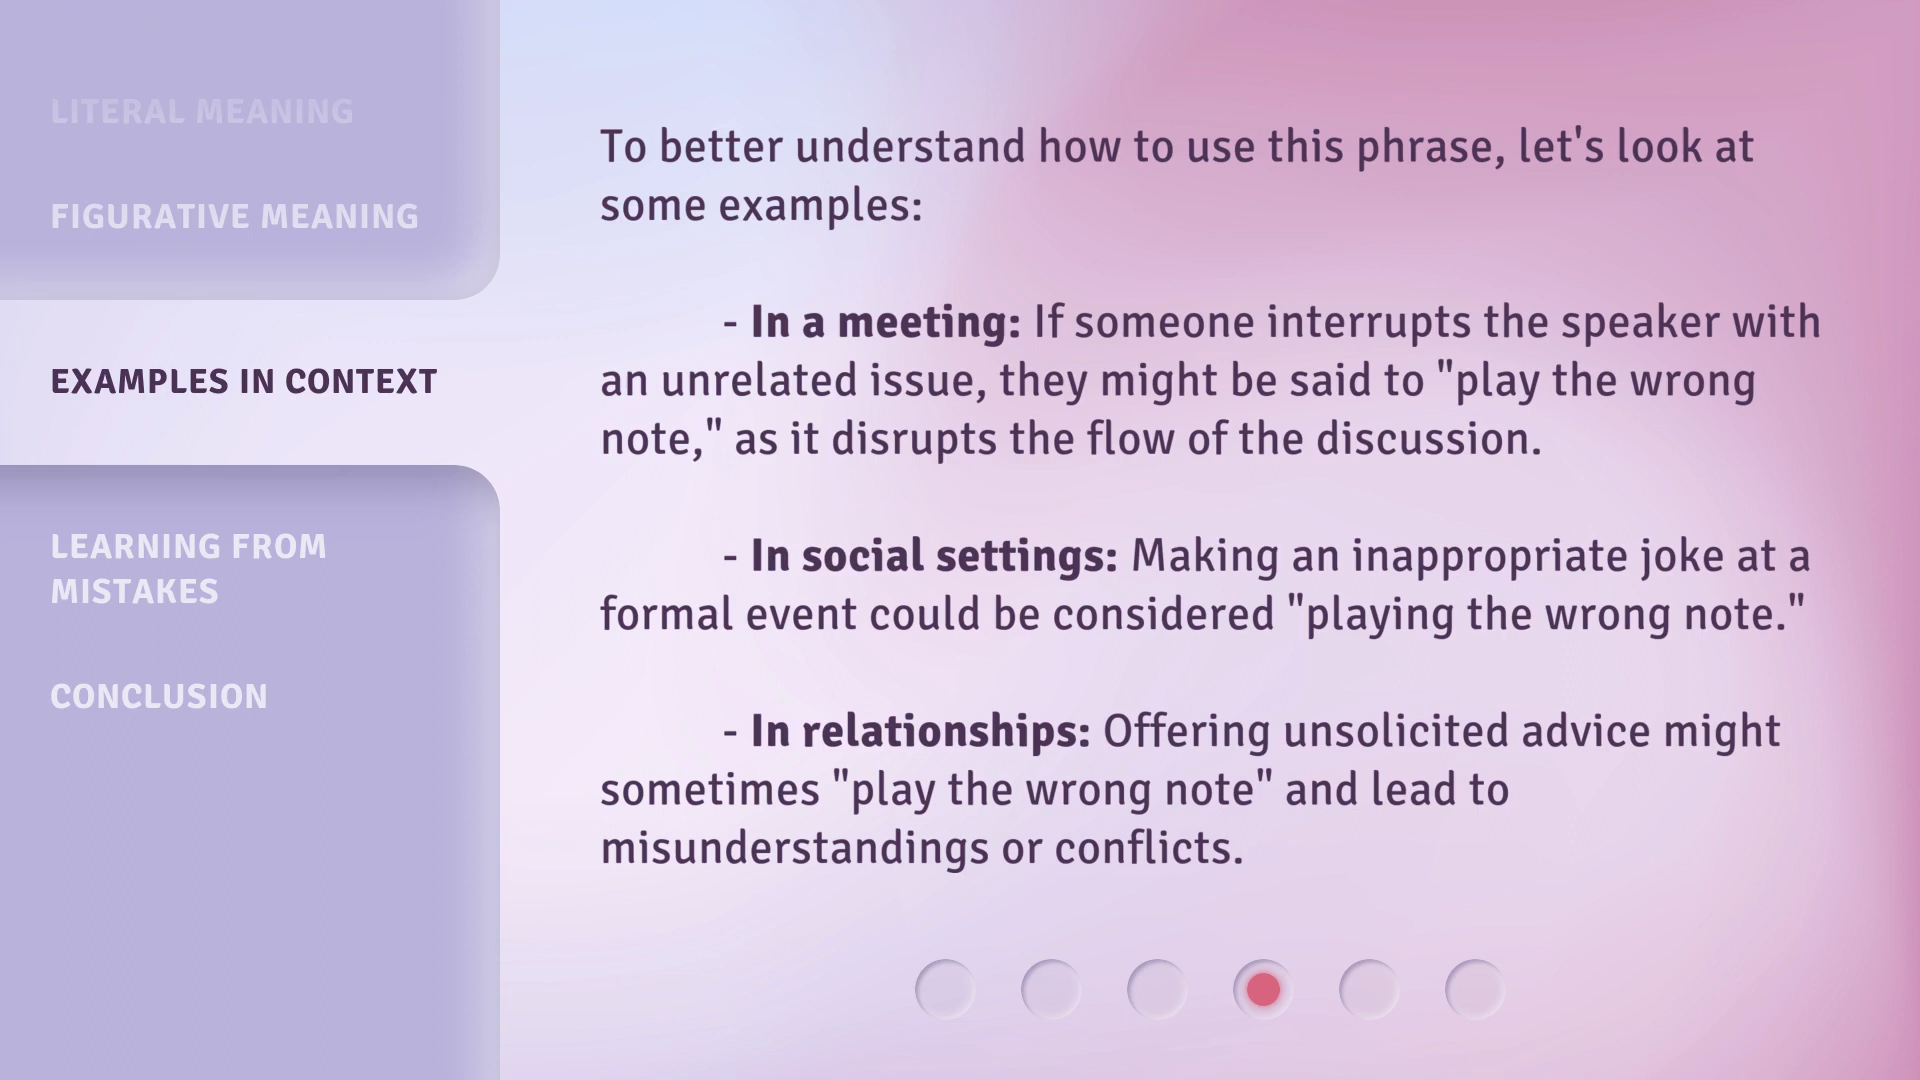 LITERAL MEANING
FIGURATIVE MEANING
EXAMPLES IN CONTEXT
LEARNING FROM
MISTAKES
CONCLUSION
To better understand how to use this phrase, let's look at
some examples:
- In a meeting: If someone interrupts the speaker with
an unrelated issue, they might be said to "play the wrong
note," as it disrupts the flow of the discussion.
- In social settings: Making an inappropriate joke at a
formal event could be considered "playing the wrong note."
- In relationships: Offering unsolicited advice might
sometimes "play the wrong note" and lead to
misunderstandings or conflicts.